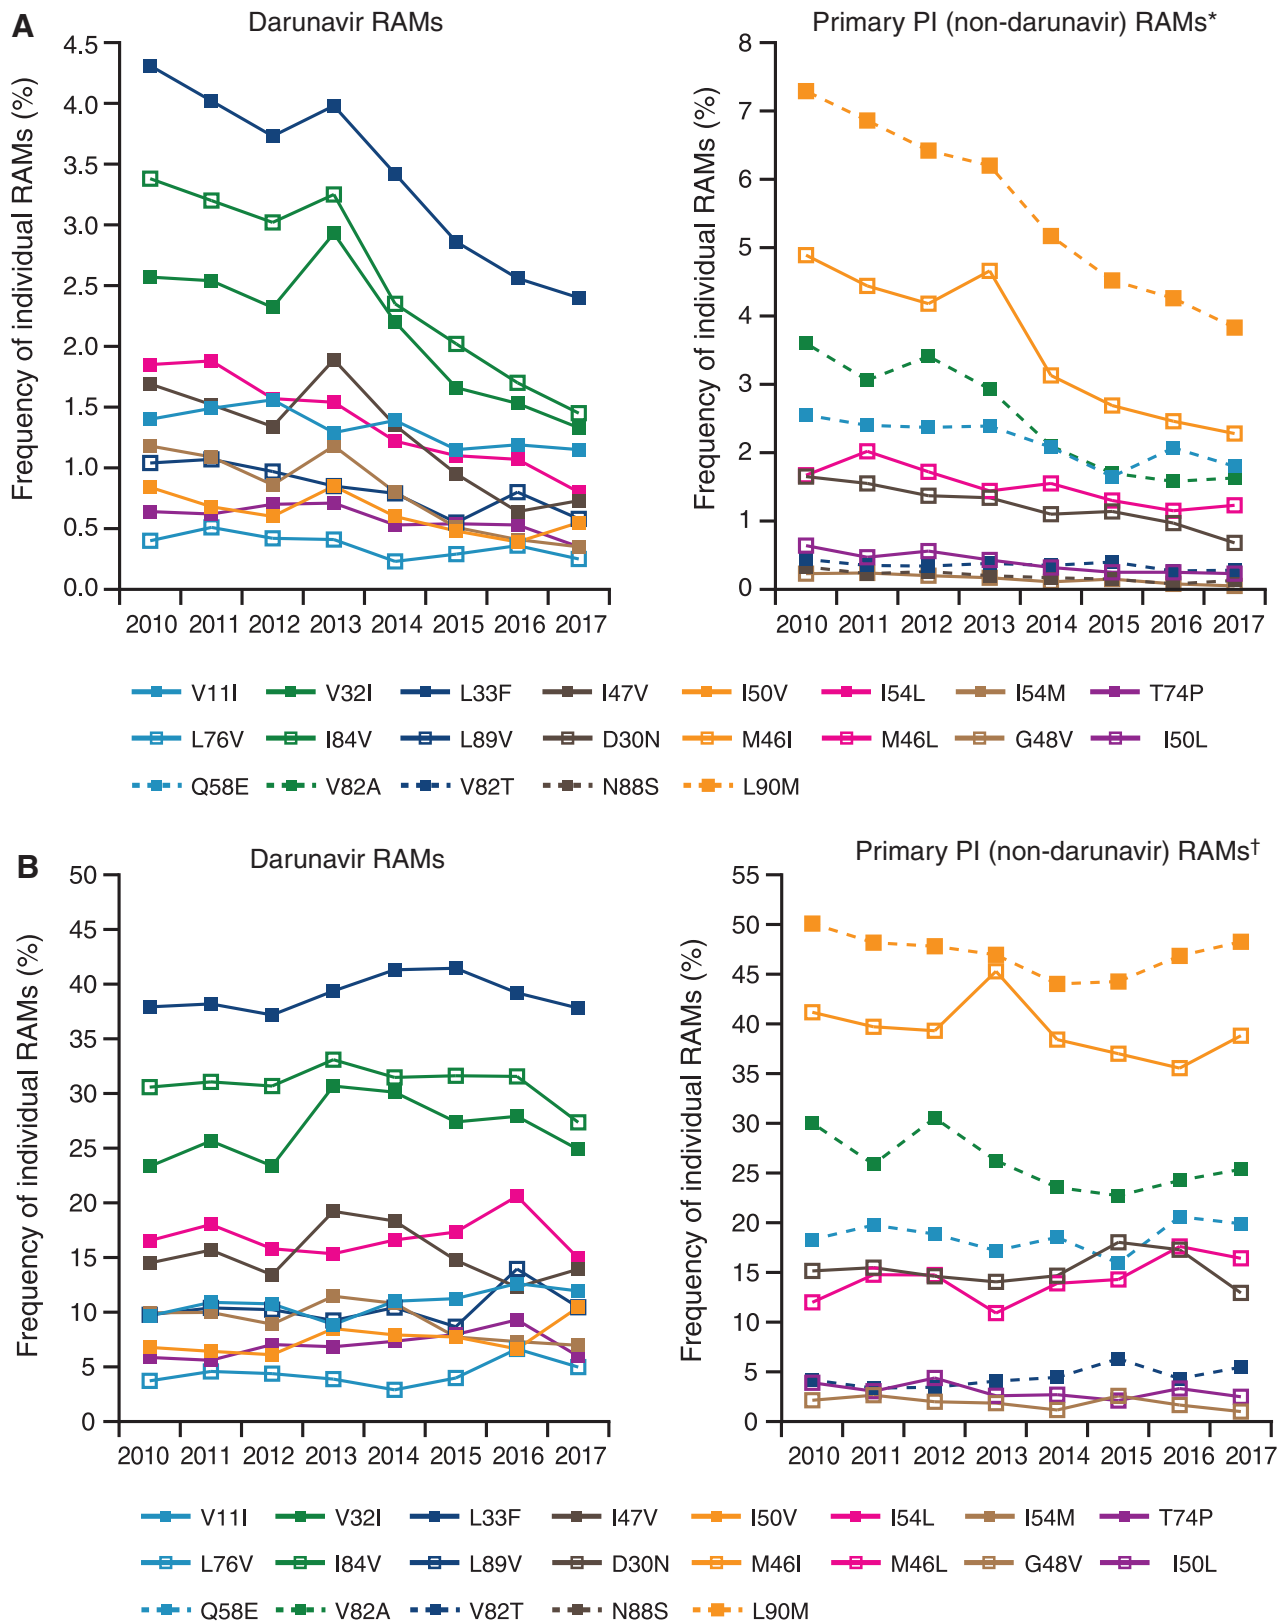 A
Darunavir RAMs
Frequency of individual RAMs (%)
4.5
4.0
3.5
3.0
2.5
2.0
1.5
1.0
0.5
0.0
2010 2011 2012 2013 2014 2015 2016 2017
Primary PI (non-darunavir) RAMs*
Frequency of individual RAMs (%)
8
7
6
5
4
3
2
1
0
2010 2011 2012 2013 2014 2015 2016 2017
V11I V32I L33F I47V I50V I54L I54M T74P
L76V I84V L89V D30N M46I M46L G48V I50L
Q58E V82A V82T N88S L90M
B
Darunavir RAMs
Frequency of individual RAMs (%)
50
45
40
35
30
25
20
15
10
5
0
2010 2011 2012 2013 2014 2015 2016 2017
Primary PI (non-darunavir) RAMs†
Frequency of individual RAMs (%)
55
50
45
40
35
30
25
20
15
10
5
0
2010 2011 2012 2013 2014 2015 2016 2017
V11I V32I L33F I47V I50V I54L I54M T74P
L76V I84V L89V D30N M46I M46L G48V I50L
Q58E V82A V82T N88S L90M